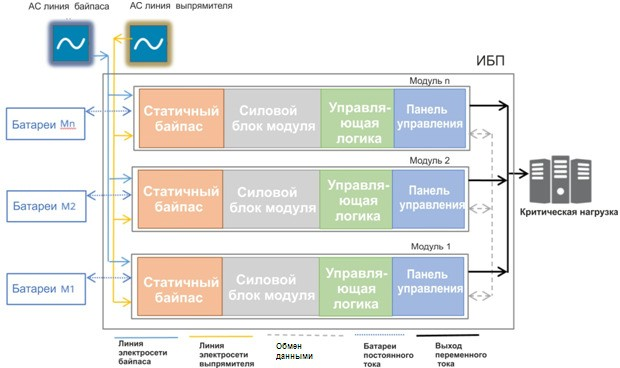 АС линия байпаса
АС линия выпрямителя
ИБП
Модуль n
Статичный
байпас
Силовой
блок модуля
Управля-
ющая
логика
Панель
управления
Батареи Mn
Модуль 2
Статичный
байпас
Силовой
блок модуля
Управля-
ющая
логика
Панель
управления
Батареи M2
Критическая нагрузка
Модуль 1
Статичный
байпас
Силовой
блок модуля
Управля-
ющая
логика
Панель
управления
Батареи M1
Линия
электросети
байпаса
Линия
электросети
выпрямителя
Обмен
данными
Батареи
постоянного
тока
Выход
переменного
тока